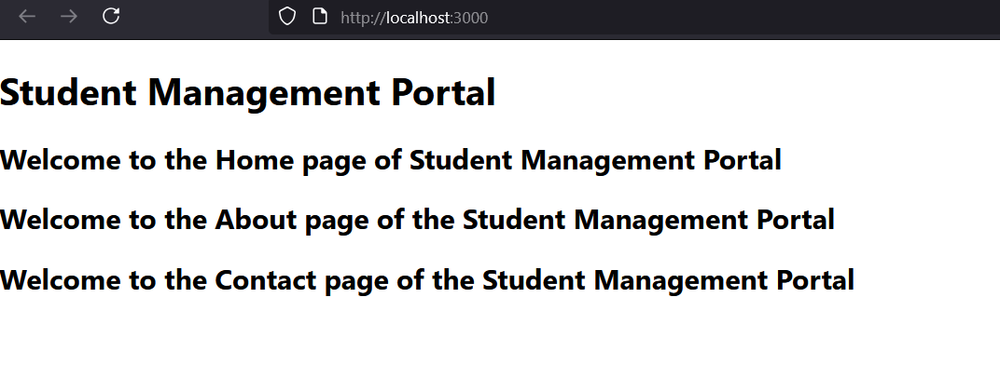 http://localhost:3000
Student Management Portal
Welcome to the Home page of Student Management Portal
Welcome to the About page of the Student Management Portal
Welcome to the Contact page of the Student Management Portal